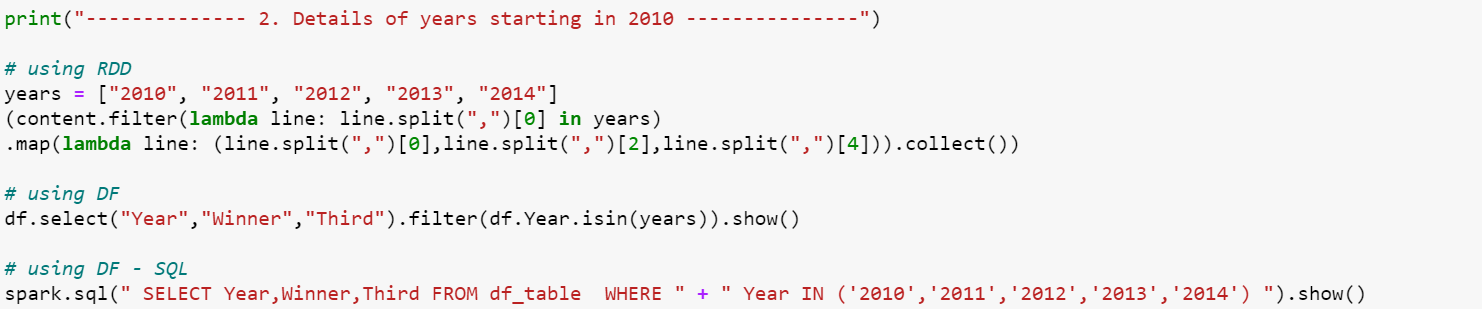 print("-------------- 2. Details of years starting in 2010 ---------------")
# using RDD
years = ["2010", "2011", "2012", "2013", "2014"]
(content.filter(lambda line: line.split(",")[0] in years)
.map(lambda line: (line.split(",")[0],line.split(",")[2],line.split(",")[4])).collect())
# using DF
df.select("Year","Winner","Third").filter(df.Year.isin(years)).show()
# using DF - SQL
spark.sql(" SELECT Year,Winner,Third FROM df_table  WHERE " + " Year IN ('2010','2011','2012','2013','2014') ").show()